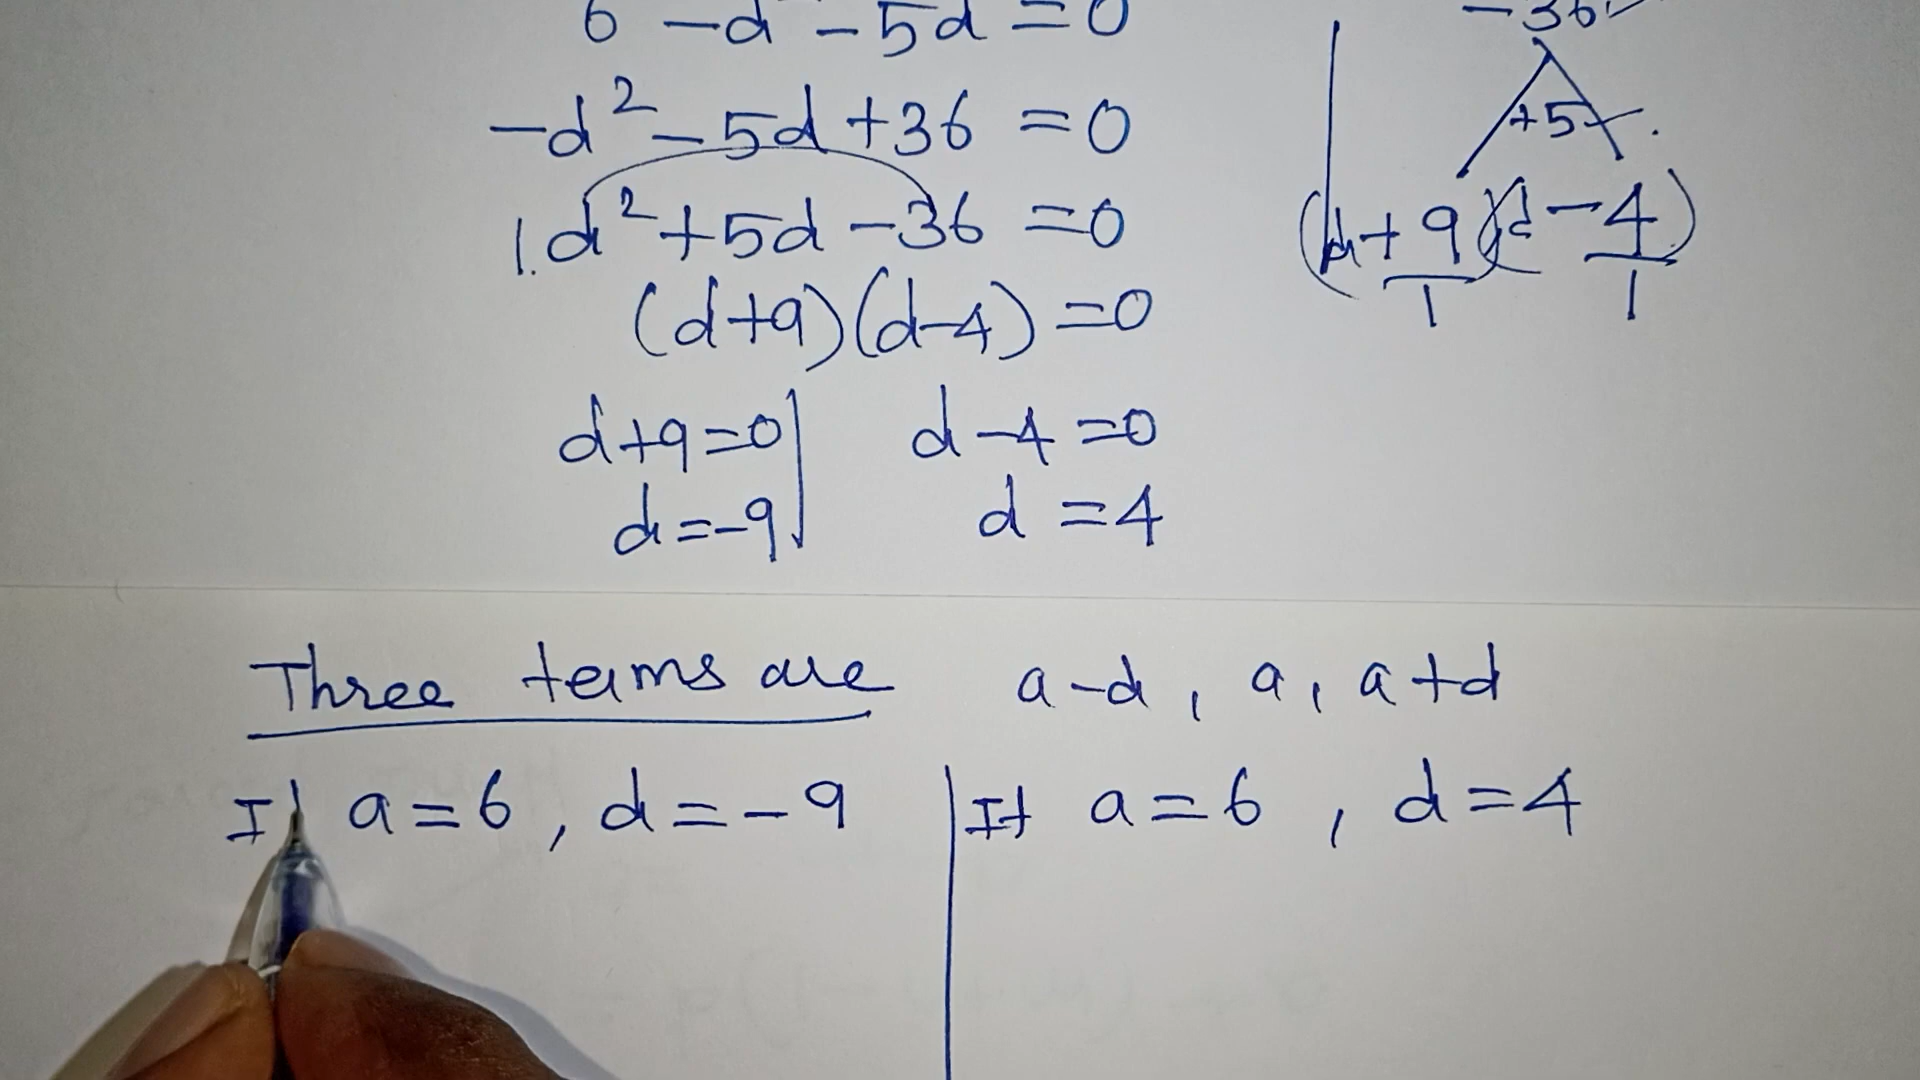 6 -d - 5d = 0
-d² - 5d + 36 = 0
1.d² + 5d - 36 = 0
(d+9)(d-4) = 0
d+9=0 d-4=0
d=-9 d=4
-36
+5
(d+9)(d-4)
1 1
Three terms are a-d, a, a+d
If a=6, d=-9 If a=6, d=4